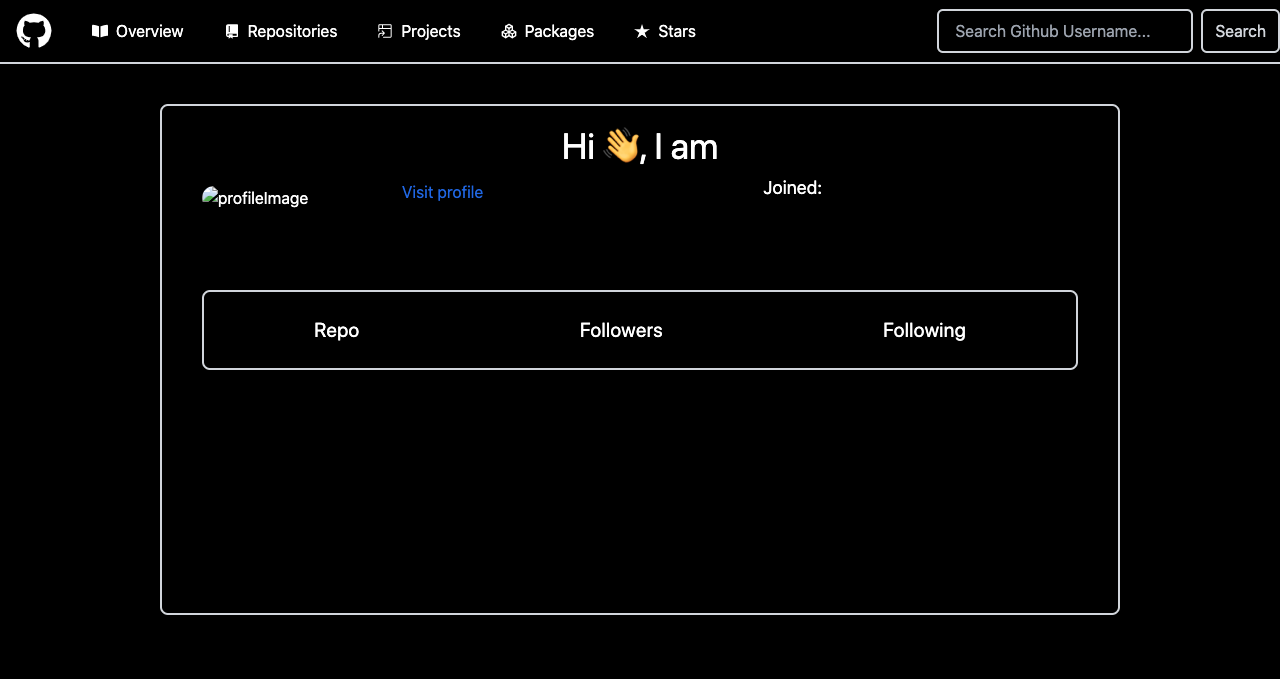 Overview Repositories Projects Packages Stars Search Github Username... Search
Hi 👋, I am
profileImage Visit profile Joined:
Repo Followers Following